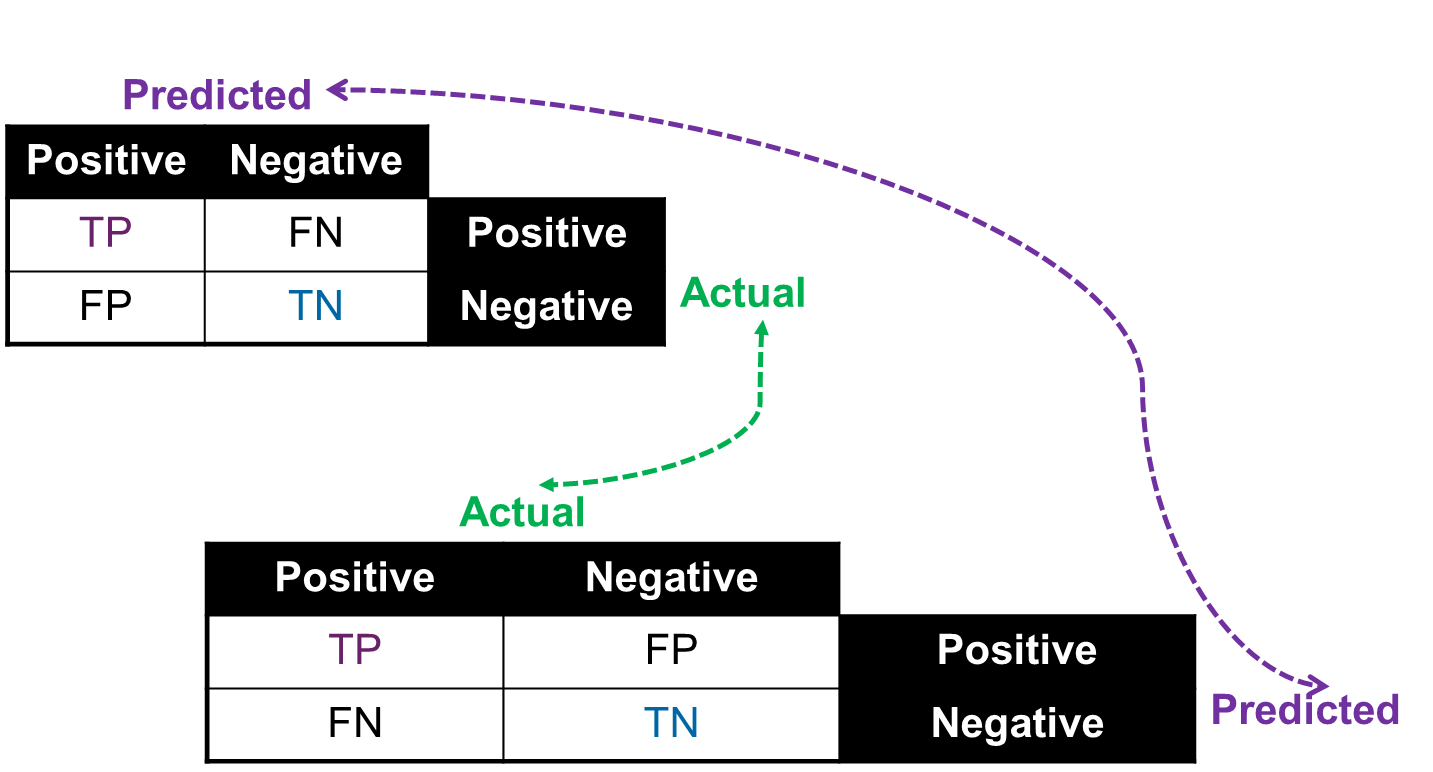 Predicted
Positive Negative
TP FN Positive
Actual
FP TN Negative
Actual
Positive Negative
TP FP Positive
Predicted
FN TN Negative